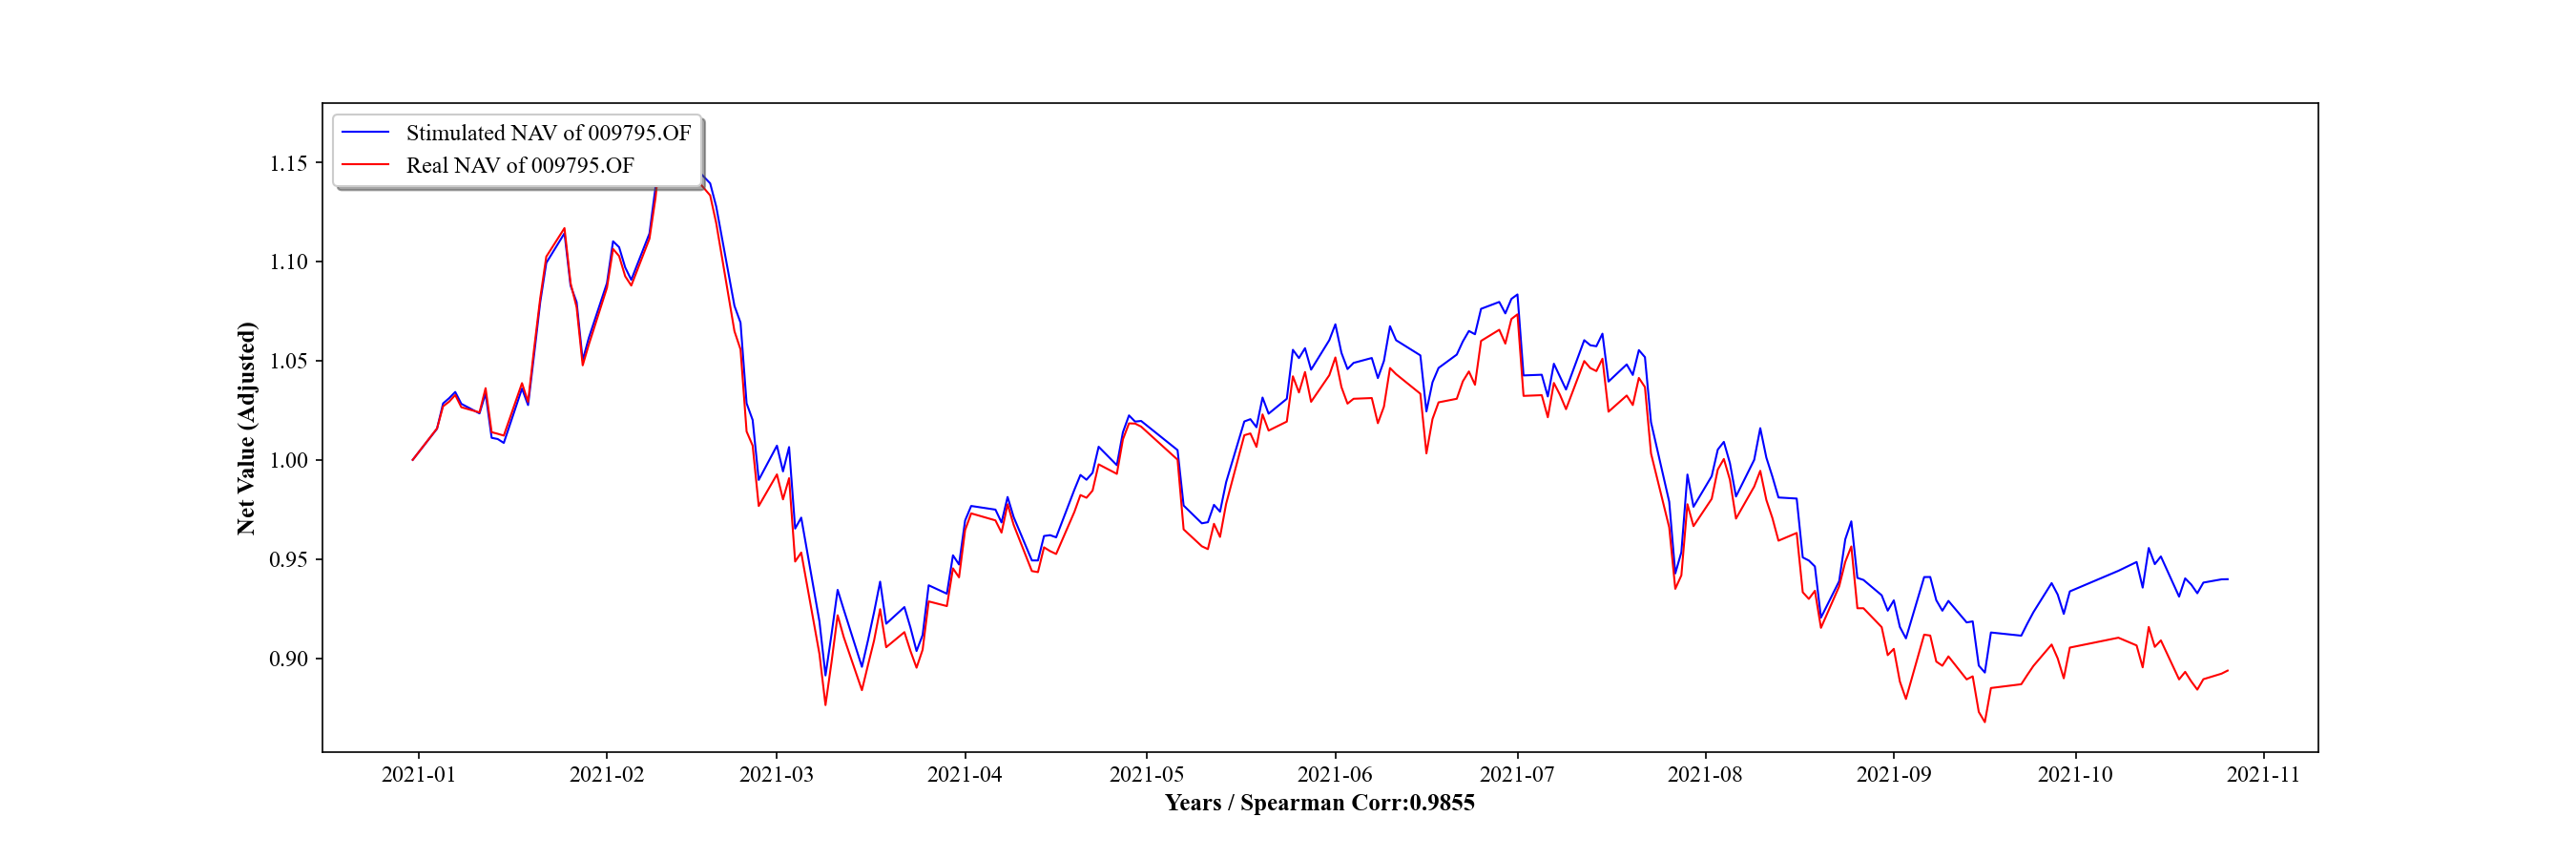 Stimulated NAV of 009795.OF
Real NAV of 009795.OF
Net Value (Adjusted)
1.15
1.10
1.05
1.00
0.95
0.90
2021-01 2021-02 2021-03 2021-04 2021-05 2021-06 2021-07 2021-08 2021-09 2021-10 2021-11
Years / Spearman Corr:0.9855